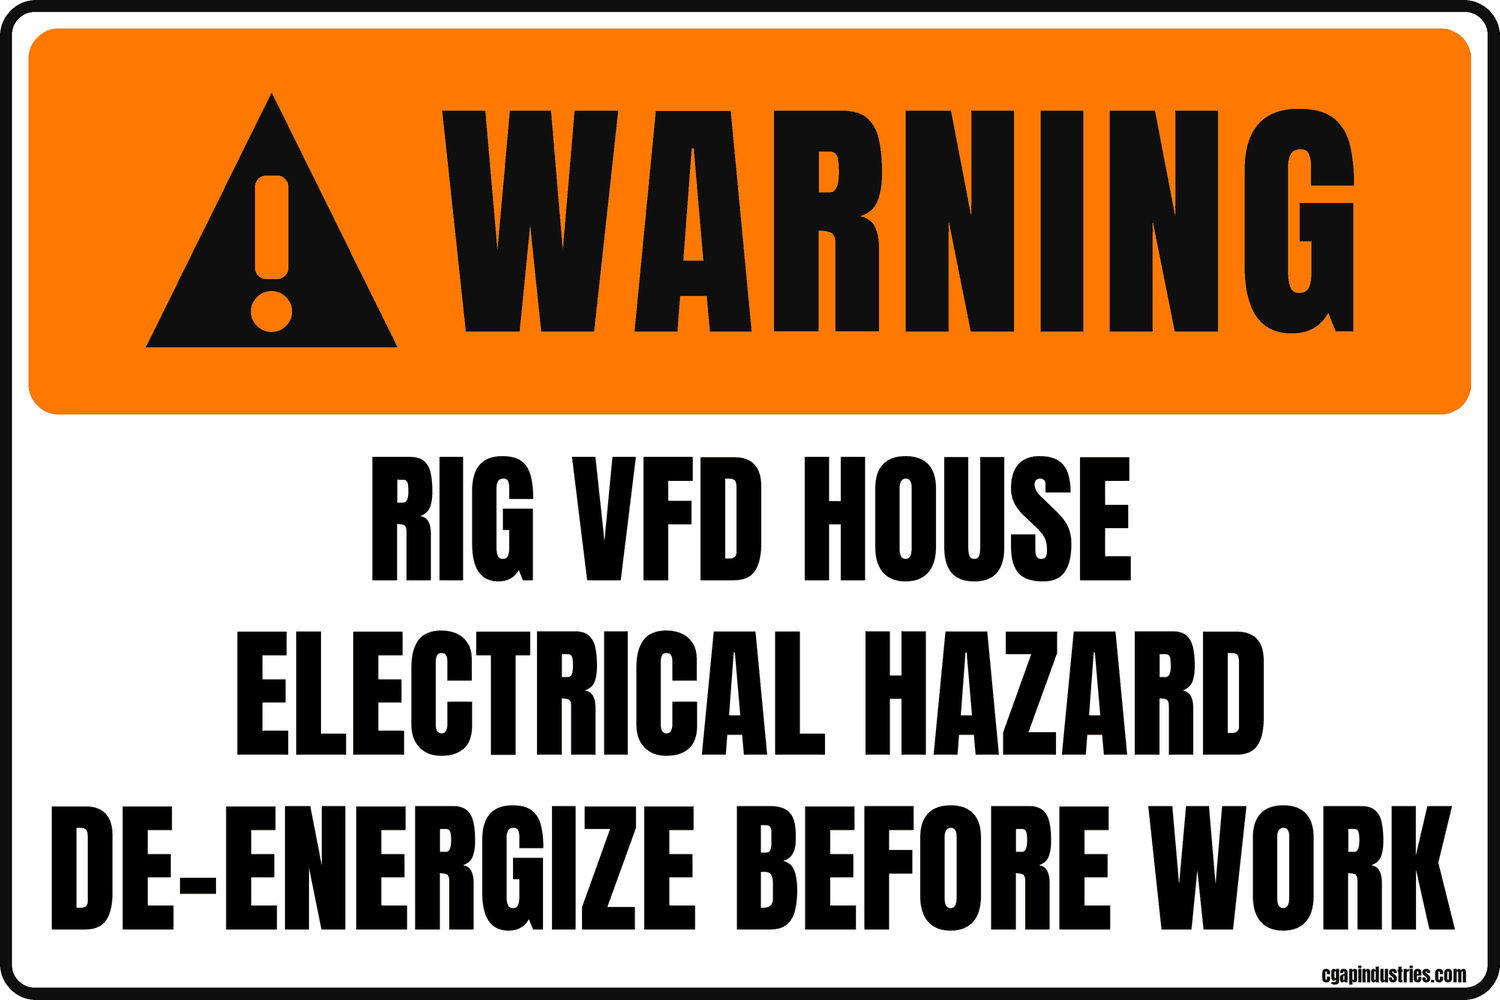 WARNING
RIG VFD HOUSE
ELECTRICAL HAZARD
DE-ENERGIZE BEFORE WORK
cgapindustries.com